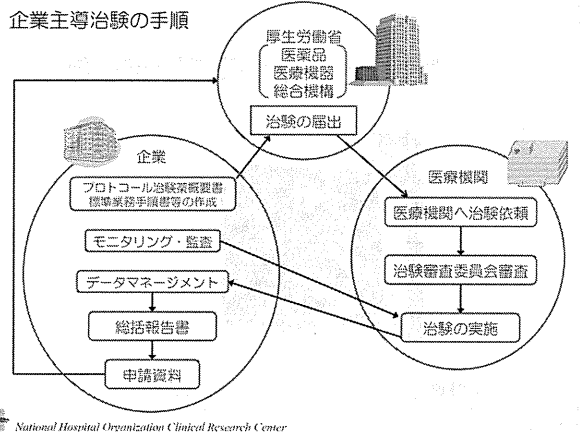 企業主導治験の手順
厚生労働省
医薬品
医療機器
総合機構
治験の届出
企業
プロトコール治験薬概要書
標準業務手順書等の作成
モニタリング・監査
データマネージメント
総括報告書
申請資料
医療機関
医療機関へ治験依頼
治験審査委員会審査
治験の実施
National Hospital Organization Clinical Research Center